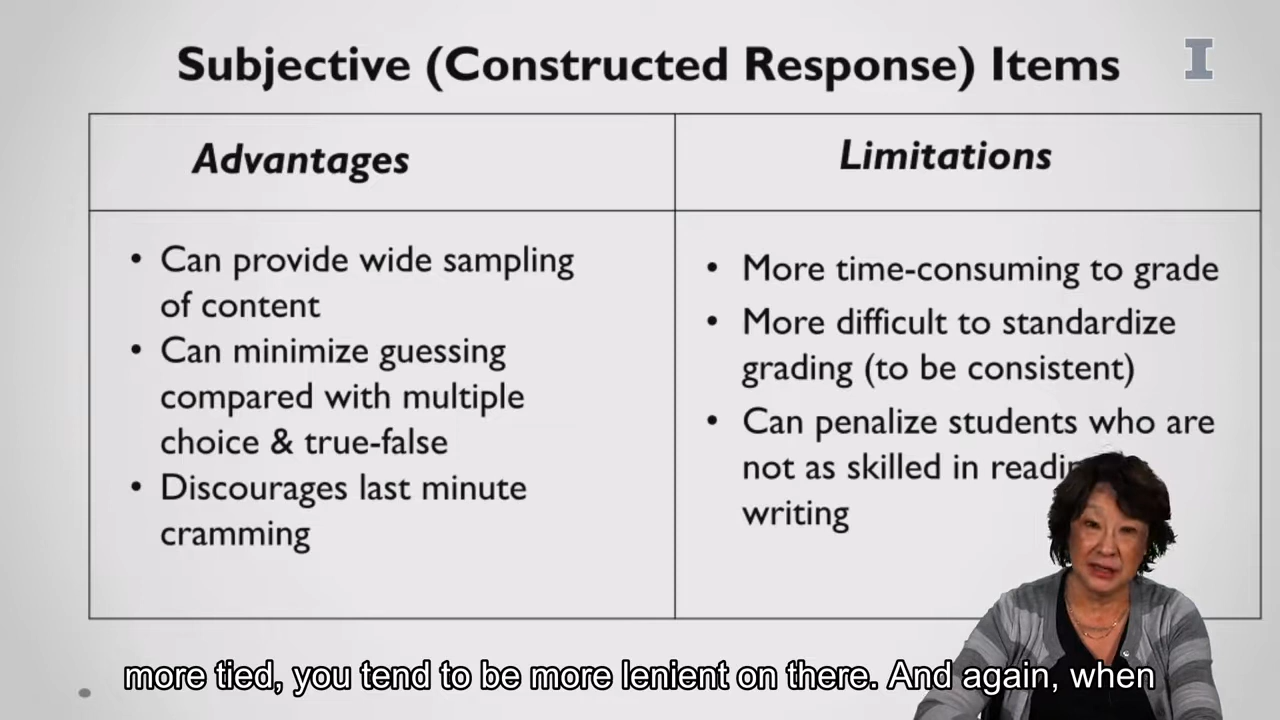 Subjective (Constructed Response) Items
I
Advantages
Limitations
• Can provide wide sampling
of content
• Can minimize guessing
compared with multiple
choice & true-false
• Discourages last minute
cramming
• More time-consuming to grade
• More difficult to standardize
grading (to be consistent)
• Can penalize students who are
not as skilled in
writing
more tied, you tend to be more lenient on there. And again, when